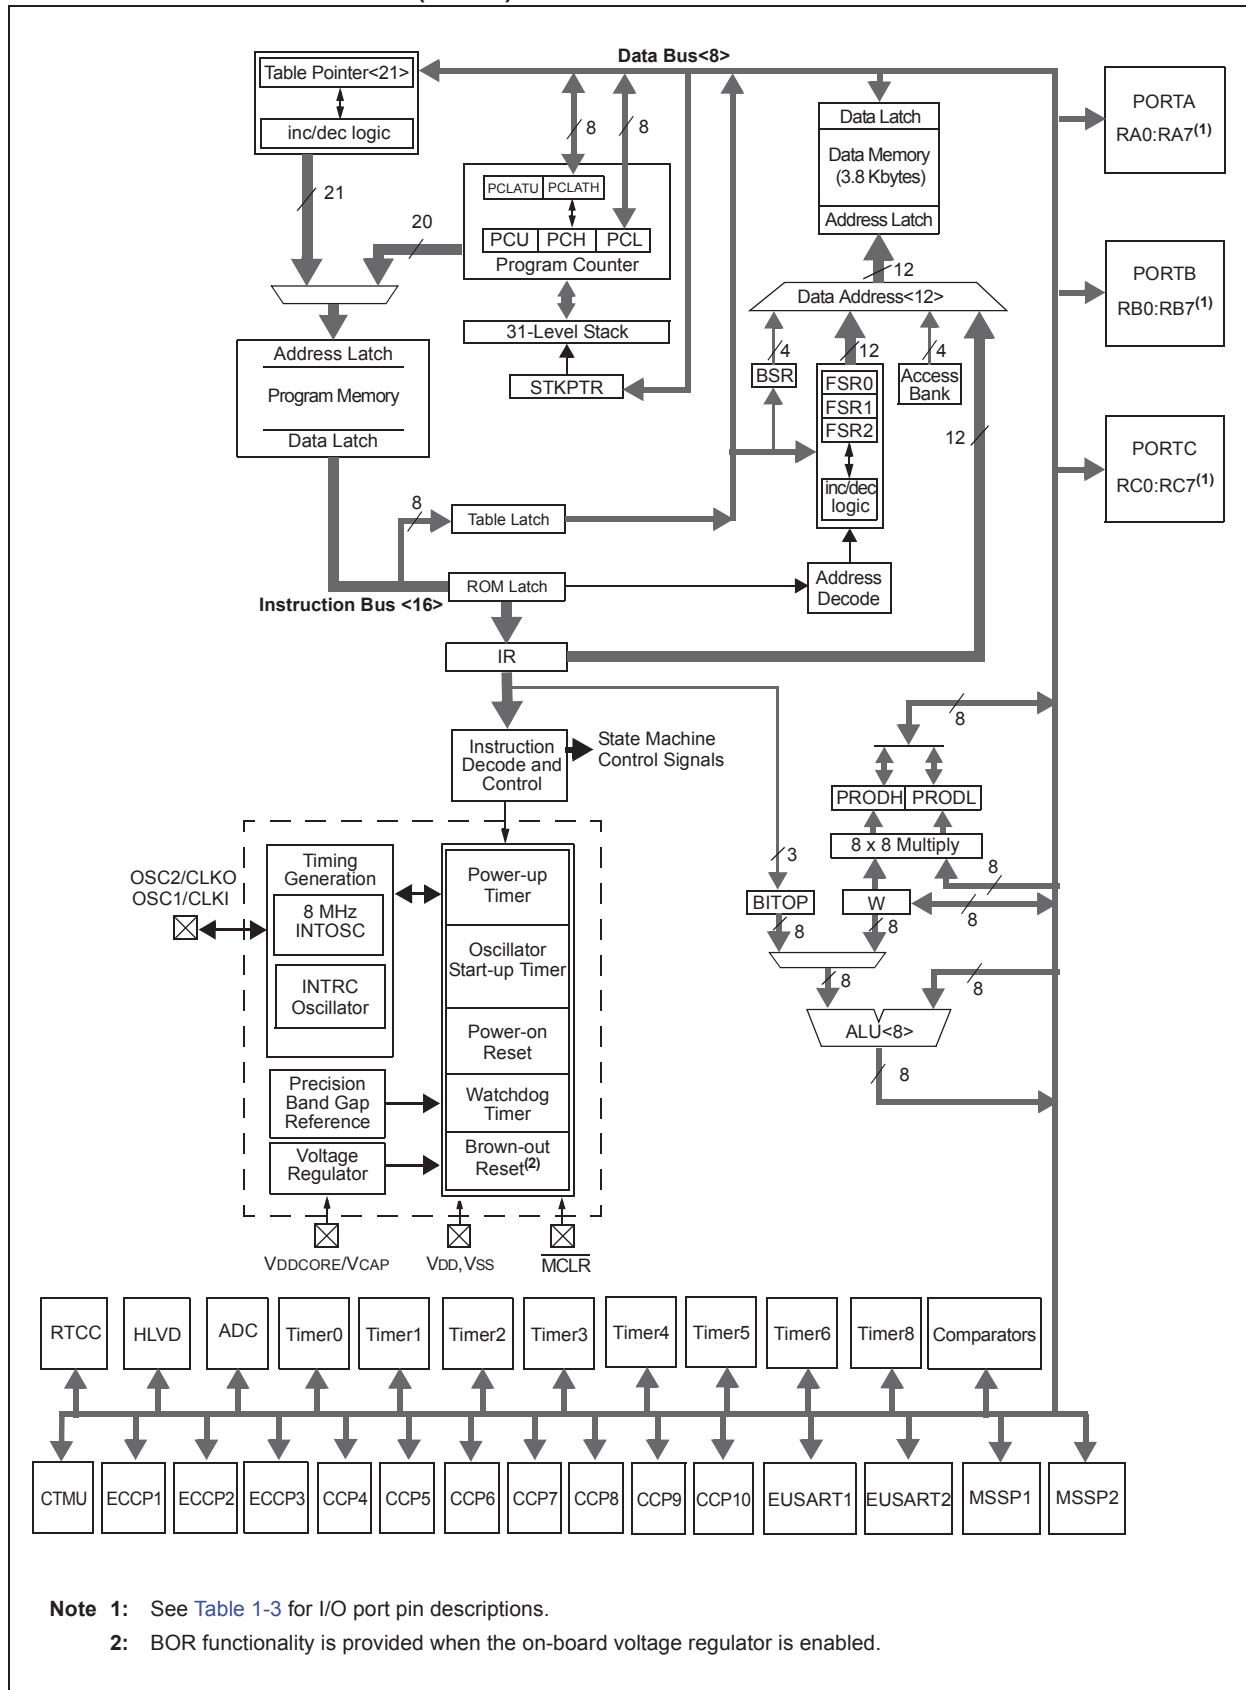 Data Bus<8>
Table Pointer<21>
inc/dec logic
21
20
8
8
PCLATU
PCLATH
PCU
PCH
PCL
Program Counter
31-Level Stack
STKPTR
Data Latch
Data Memory
(3.8 Kbytes)
Address Latch
12
Data Address<12>
4
12
4
BSR
FSR0
FSR1
FSR2
inc/dec
logic
Access
Bank
12
PORTA
RA0:RA7(1)
PORTB
RB0:RB7(1)
PORTC
RC0:RC7(1)
Address Latch
Program Memory
Data Latch
8
Table Latch
ROM Latch
Instruction Bus <16>
Address
Decode
IR
8
Instruction
Decode and
Control
State Machine
Control Signals
PRODH
PRODL
8 x 8 Multiply
3
8
BITOP
W
8
8
8
8
8
ALU<8>
8
OSC2/CLKO
OSC1/CLKI
Timing
Generation
8 MHz
INTOSC
INTRC
Oscillator
Power-up
Timer
Oscillator
Start-up Timer
Power-on
Reset
Precision
Band Gap
Reference
Watchdog
Timer
Voltage
Regulator
Brown-out
Reset(2)
VDDCORE/VCAP
VDD,VSS
MCLR
RTCC
HLVD
ADC
Timer0
Timer1
Timer2
Timer3
Timer4
Timer5
Timer6
Timer8
Comparators
CTMU
ECCP1
ECCP2
ECCP3
CCP4
CCP5
CCP6
CCP7
CCP8
CCP9
CCP10
EUSART1
EUSART2
MSSP1
MSSP2
Note 1: See Table 1-3 for I/O port pin descriptions.
2: BOR functionality is provided when the on-board voltage regulator is enabled.